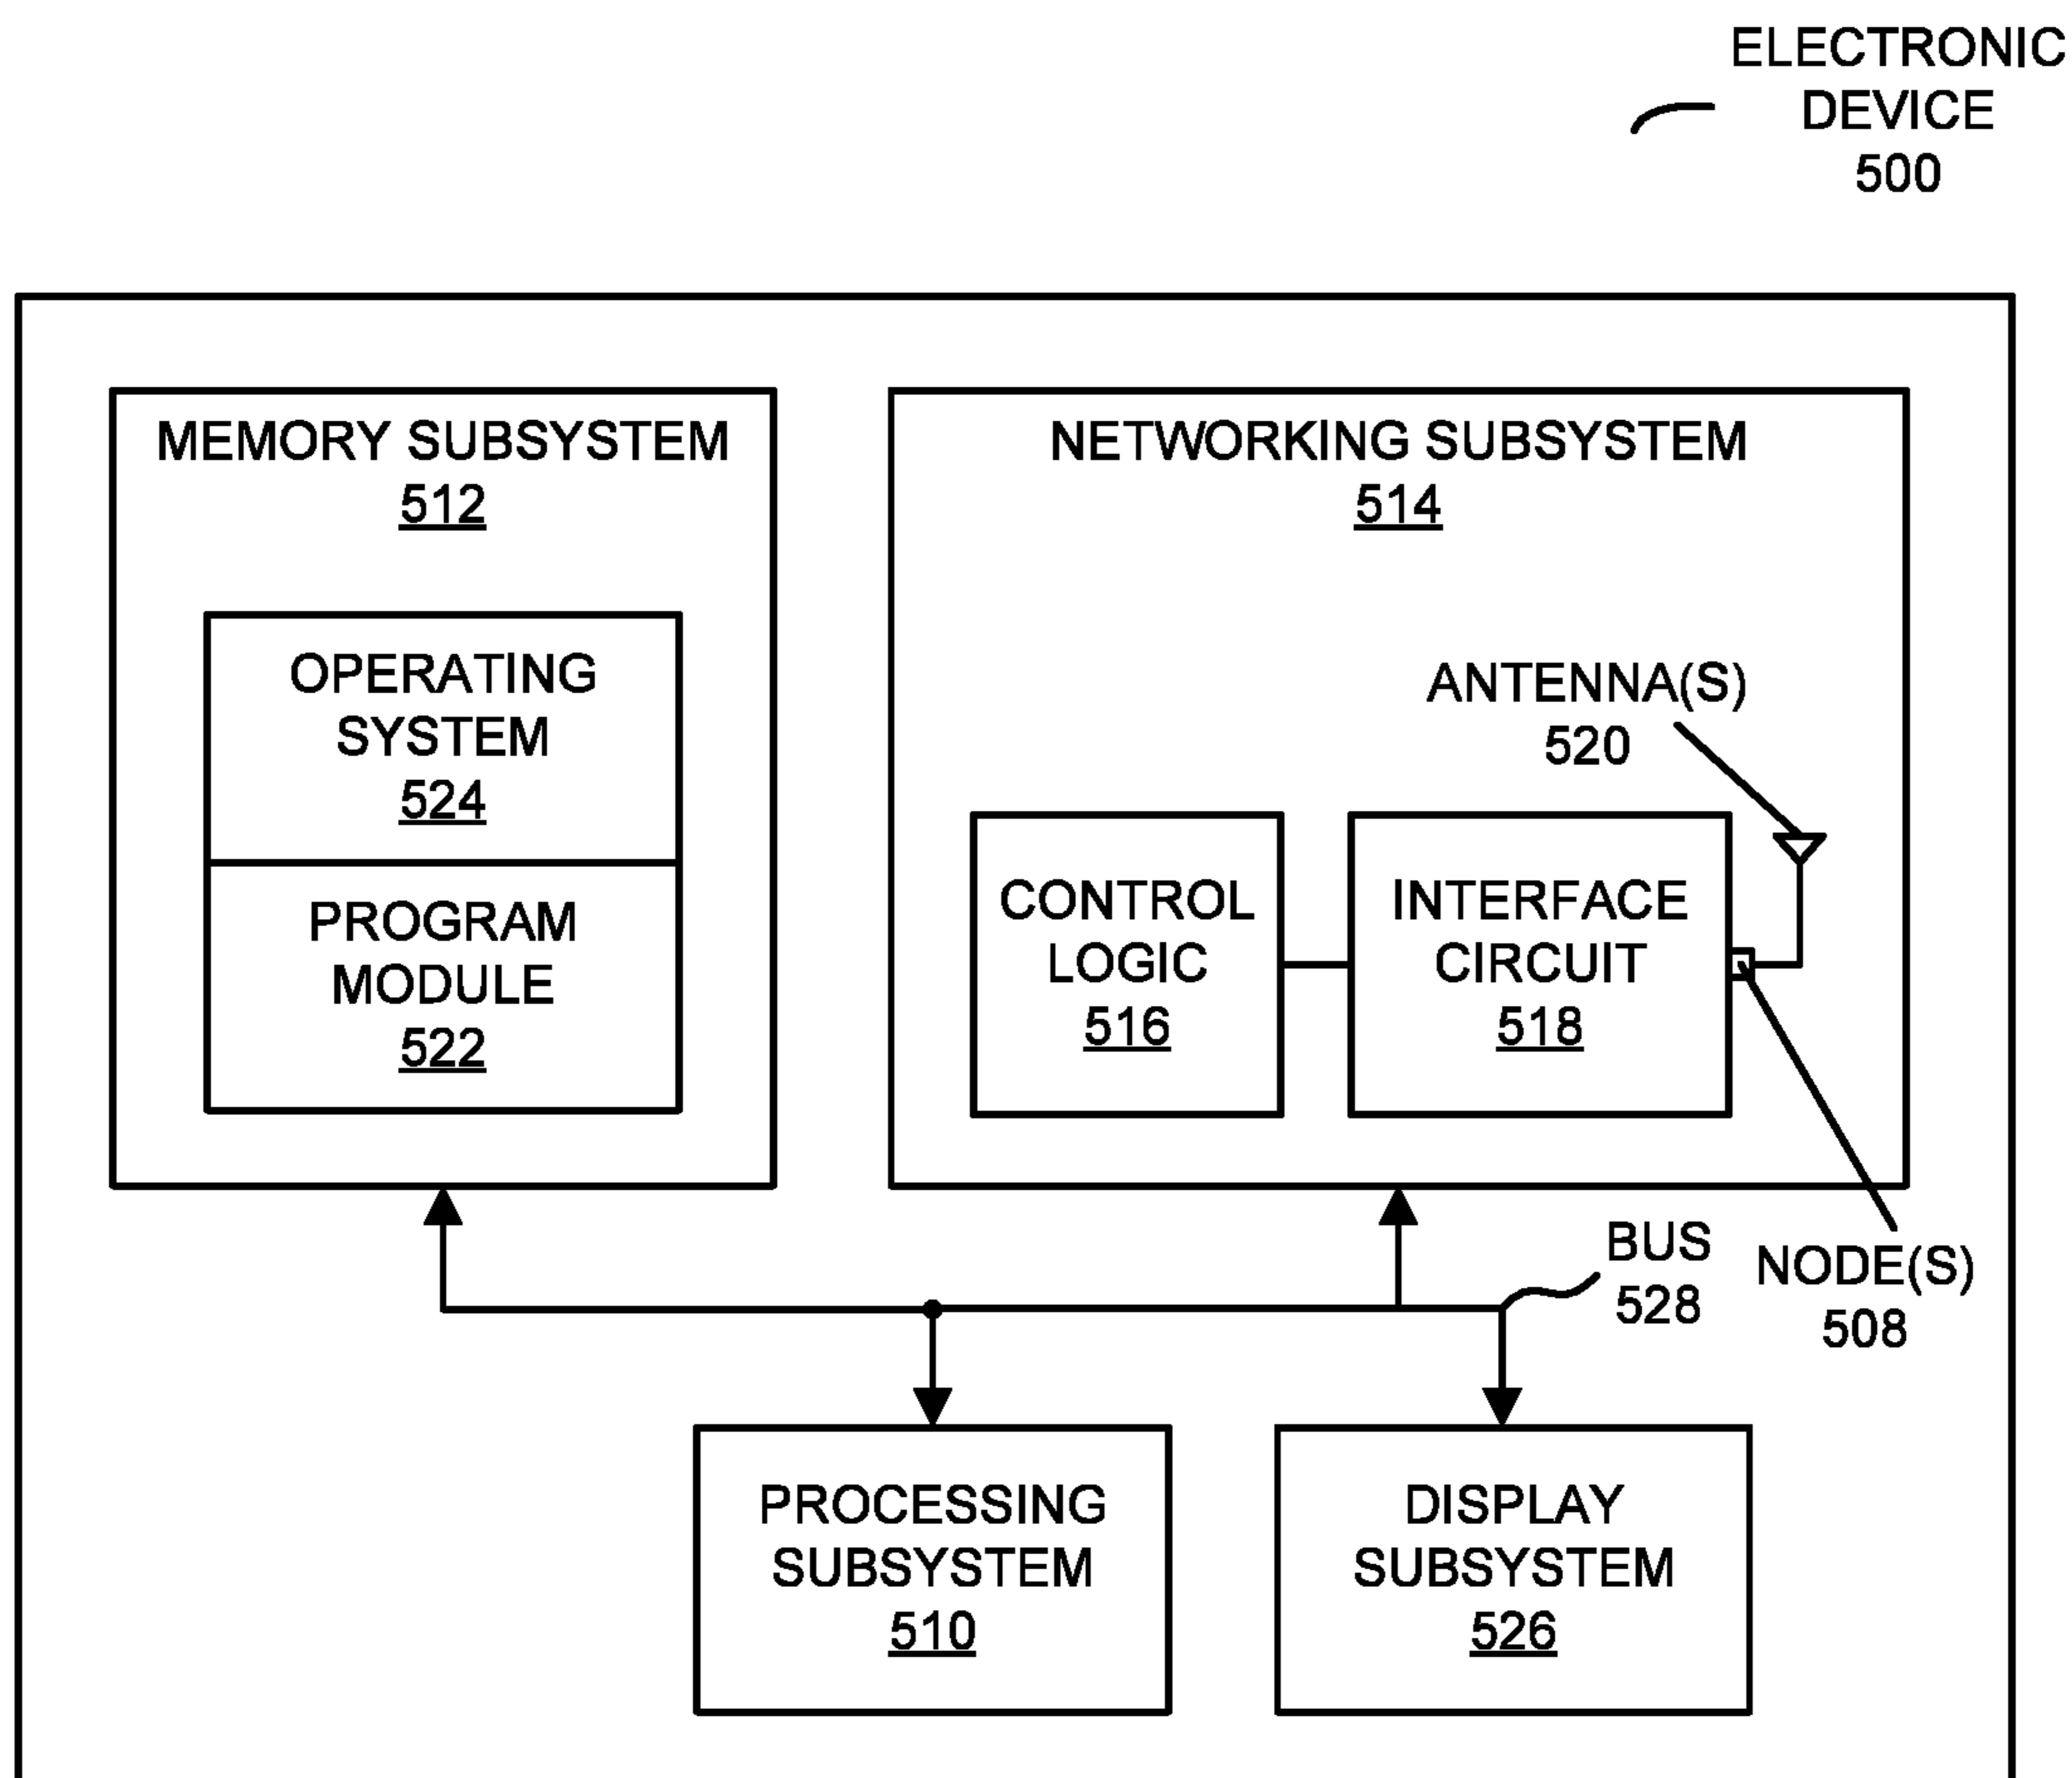 ELECTRONIC
DEVICE
500
MEMORY SUBSYSTEM
512
OPERATING
SYSTEM
524
PROGRAM
MODULE
522
NETWORKING SUBSYSTEM
514
ANTENNA(S)
520
CONTROL
LOGIC
516
INTERFACE
CIRCUIT
518
BUS
528
NODE(S)
508
PROCESSING
SUBSYSTEM
510
DISPLAY
SUBSYSTEM
526